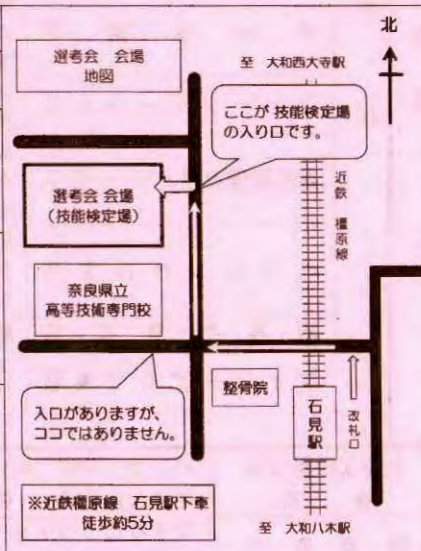 選考会 会場
地図
至 大和西大寺駅
北
ここが 技能検定場
の入り口です。
選考会 会場
(技能検定場)
近鉄 橿原線
奈良県立
高等技術専門校
入口がありますが、
ココではありません。
整骨院
石見駅
改札口
※近鉄橿原線 石見駅下車
徒歩約5分
至 大和八木駅